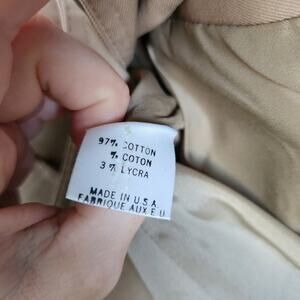 97% COTTON
% COTON
3% LYCRA
MADE IN U.S.A
FABRIQUE AUX E U